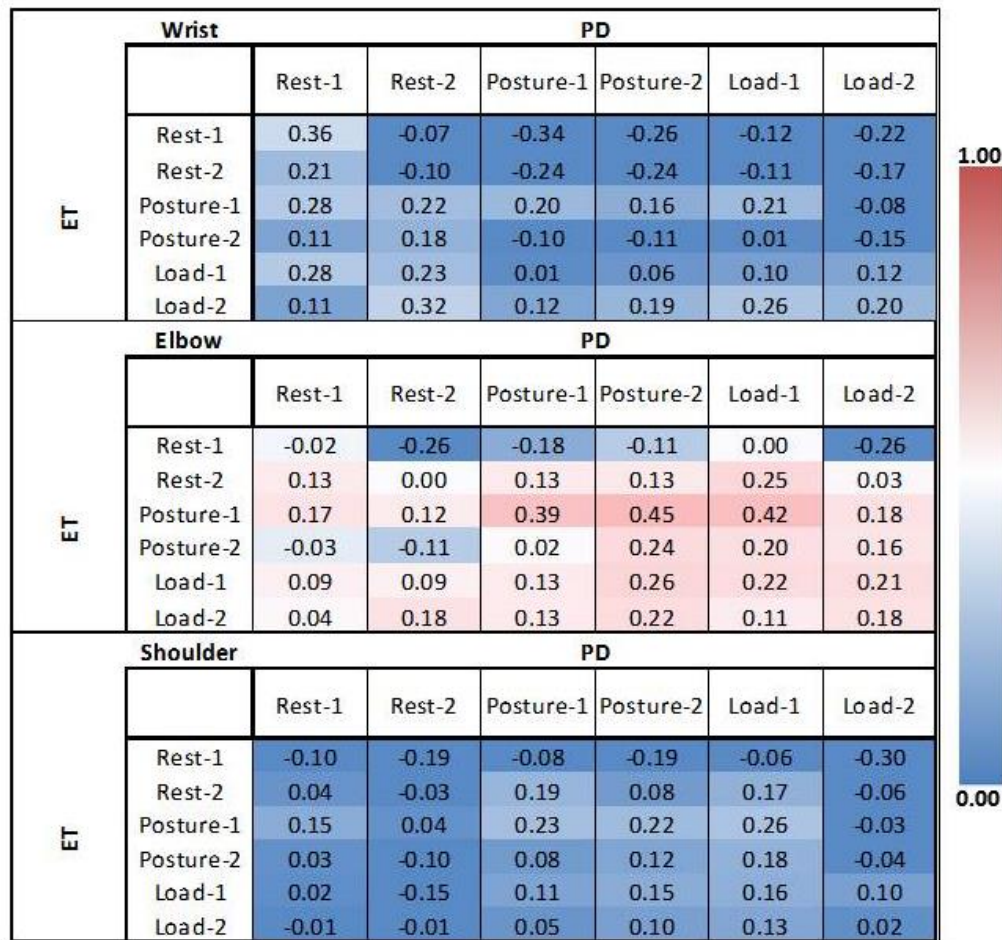 Wrist PD
Rest-1 Rest-2 Posture-1 Posture-2 Load-1 Load-2
ET
Rest-1 0.36 -0.07 -0.34 -0.26 -0.12 -0.22
Rest-2 0.21 -0.10 -0.24 -0.24 -0.11 -0.17
Posture-1 0.28 0.22 0.20 0.16 0.21 -0.08
Posture-2 0.11 0.18 -0.10 -0.11 0.01 -0.15
Load-1 0.28 0.23 0.01 0.06 0.10 0.12
Load-2 0.11 0.32 0.12 0.19 0.26 0.20
Elbow PD
Rest-1 Rest-2 Posture-1 Posture-2 Load-1 Load-2
ET
Rest-1 -0.02 -0.26 -0.18 -0.11 0.00 -0.26
Rest-2 0.13 0.00 0.13 0.13 0.25 0.03
Posture-1 0.17 0.12 0.39 0.45 0.42 0.18
Posture-2 -0.03 -0.11 0.02 0.24 0.20 0.16
Load-1 0.09 0.09 0.13 0.26 0.22 0.21
Load-2 0.04 0.18 0.13 0.22 0.11 0.18
Shoulder PD
Rest-1 Rest-2 Posture-1 Posture-2 Load-1 Load-2
ET
Rest-1 -0.10 -0.19 -0.08 -0.19 -0.06 -0.30
Rest-2 0.04 -0.03 0.19 0.08 0.17 -0.06
Posture-1 0.15 0.04 0.23 0.22 0.26 -0.03
Posture-2 0.03 -0.10 0.08 0.12 0.18 -0.04
Load-1 0.02 -0.15 0.11 0.15 0.16 0.10
Load-2 -0.01 -0.01 0.05 0.10 0.13 0.02
1.00
0.00